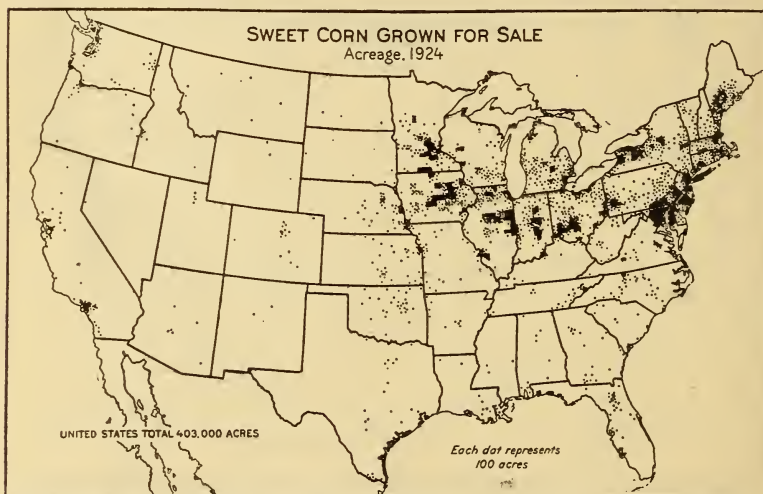 SWEET CORN GROWN FOR SALE
Acreage, 1924
UNITED STATES TOTAL 403,000 ACRES
Each dot represents
100 acres